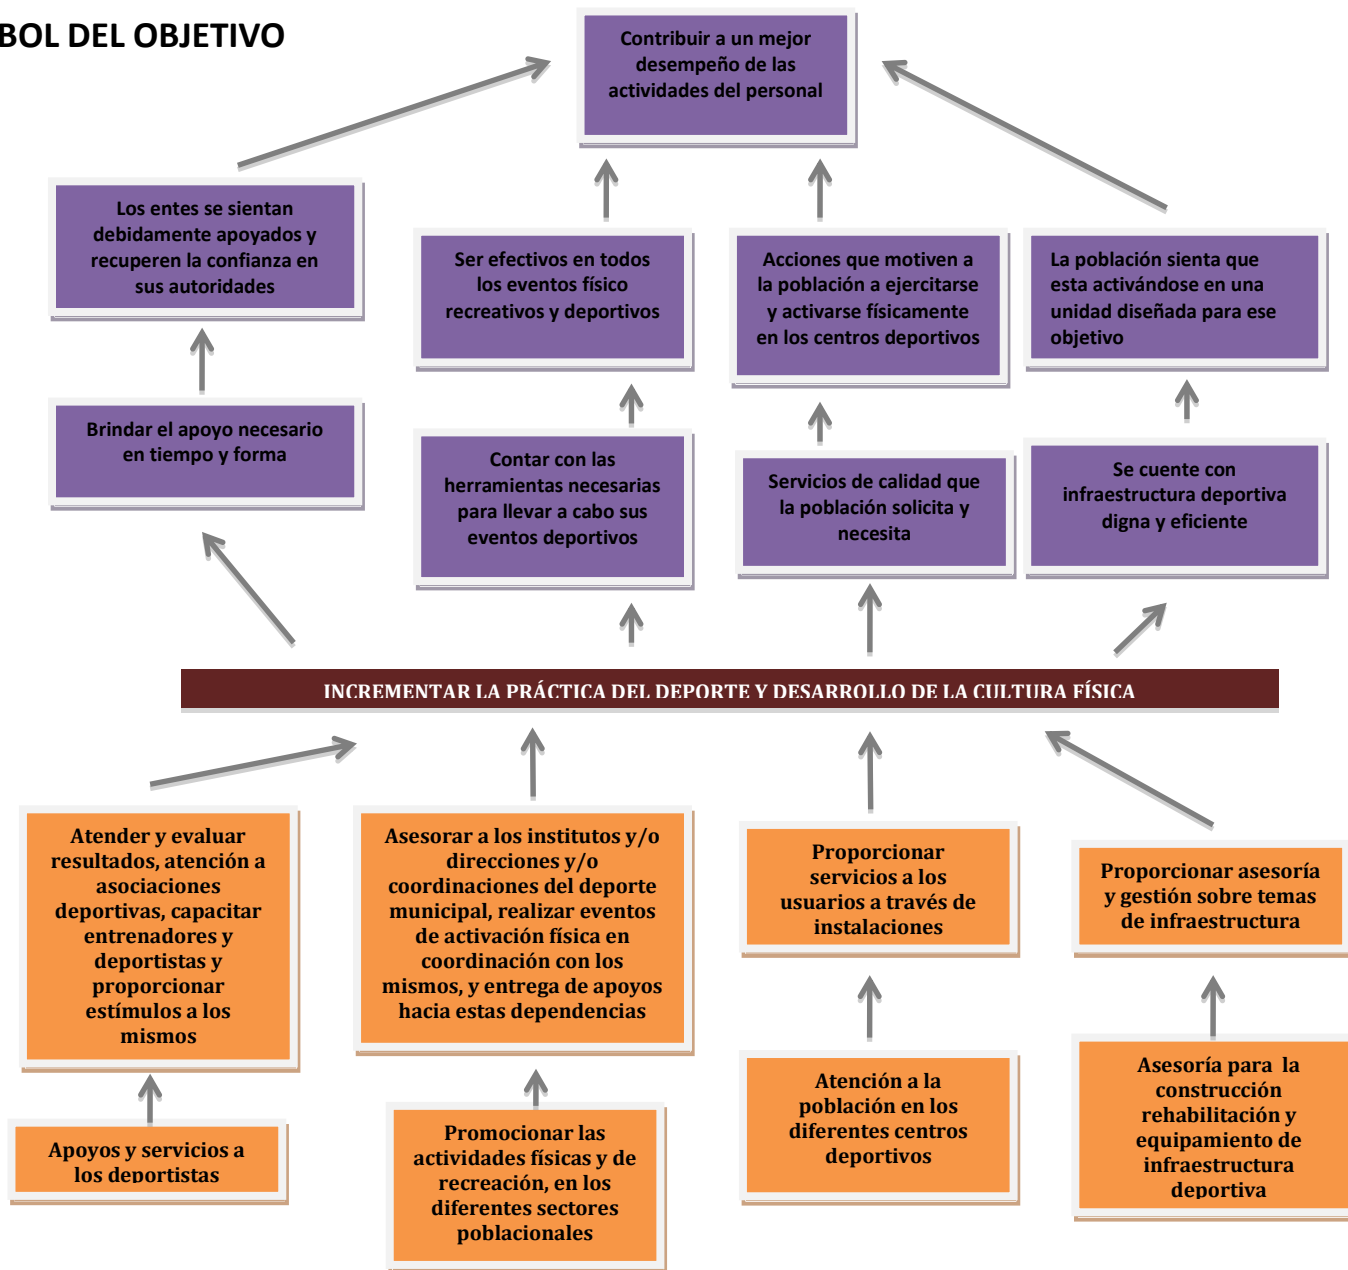 BOL DEL OBJETIVO
Contribuir a un mejor
desempeño de las
actividades del personal
Los entes se sientan
debidamente apoyados y
recuperen la confianza en
sus autoridades
Ser efectivos en todos
los eventos físico
recreativos y deportivos
Acciones que motiven a
la población a ejercitarse
y activarse físicamente
en los centros deportivos
La población sienta que
esta activándose en una
unidad diseñada para ese
objetivo
Brindar el apoyo necesario
en tiempo y forma
Contar con las
herramientas necesarias
para llevar a cabo sus
eventos deportivos
Servicios de calidad que
la población solicita y
necesita
Se cuente con
infraestructura deportiva
digna y eficiente
INCREMENTAR LA PRÁCTICA DEL DEPORTE Y DESARROLLO DE LA CULTURA FÍSICA
Atender y evaluar
resultados, atención a
asociaciones
deportivas, capacitar
entrenadores y
deportistas y
proporcionar
estímulos a los
mismos
Asesorar a los institutos y/o
direcciones y/o
coordinaciones del deporte
municipal, realizar eventos
de activación física en
coordinación con los
mismos, y entrega de apoyos
hacia estas dependencias
Proporcionar
servicios a los
usuarios a través de
instalaciones
Proporcionar asesoría
y gestión sobre temas
de infraestructura
Apoyos y servicios a
los deportistas
Promocionar las
actividades físicas y de
recreación, en los
diferentes sectores
poblacionales
Atención a la
población en los
diferentes centros
deportivos
Asesoría para la
construcción
rehabilitación y
equipamiento de
infraestructura
deportiva